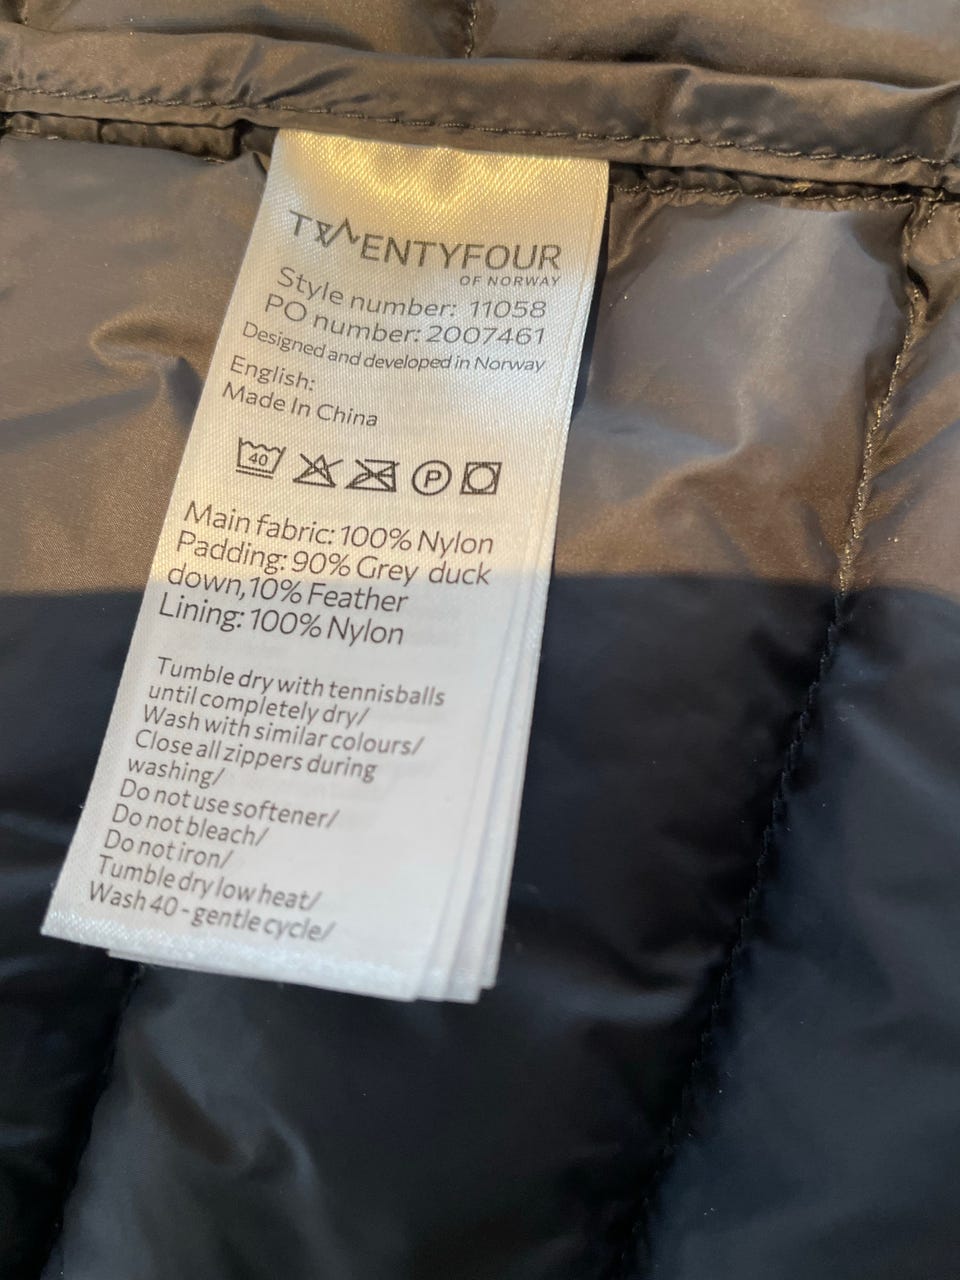 TWENTYFOUR
OF NORWAY
Style number: 11058
PO number: 2007461
Designed and developed in Norway
English:
Made In China
40 P
Main fabric: 100% Nylon
Padding: 90% Grey duck
down,10% Feather
Lining: 100% Nylon
Tumble dry with tennisballs
until completely dry/
Wash with similar colours/
Close all zippers during
washing/
Do not use softener/
Do not bleach/
Do not iron/
Tumble dry low heat/
Wash 40 - gentle cycle/